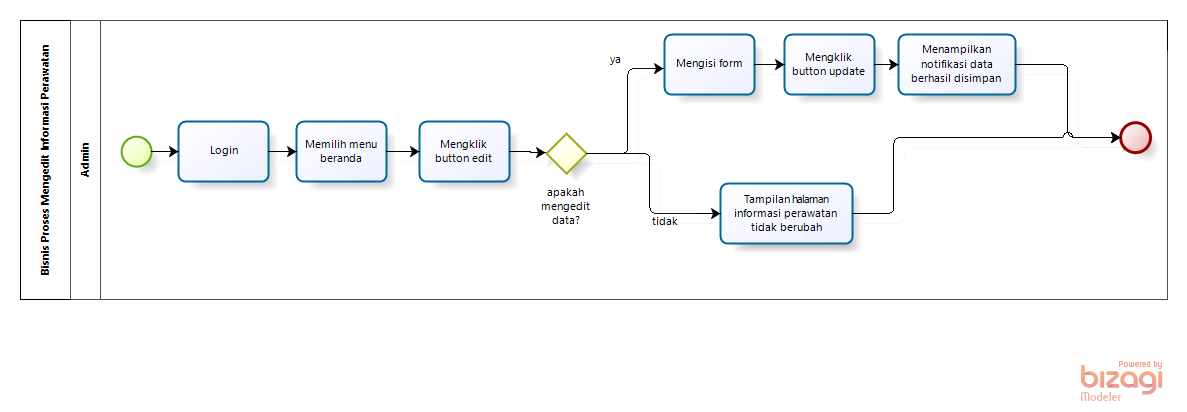 Bisnis Proses Mengedit Informasi Perawatan
Admin
Login
Memilih menu
beranda
Mengklik
button edit
apakah
mengedit
data?
ya
Mengisi form
Mengklik
button update
Menampilkan
notifikasi data
berhasil disimpan
tidak
Tampilan halaman
informasi perawatan
tidak berubah
Powered by
bizagi
Modeler